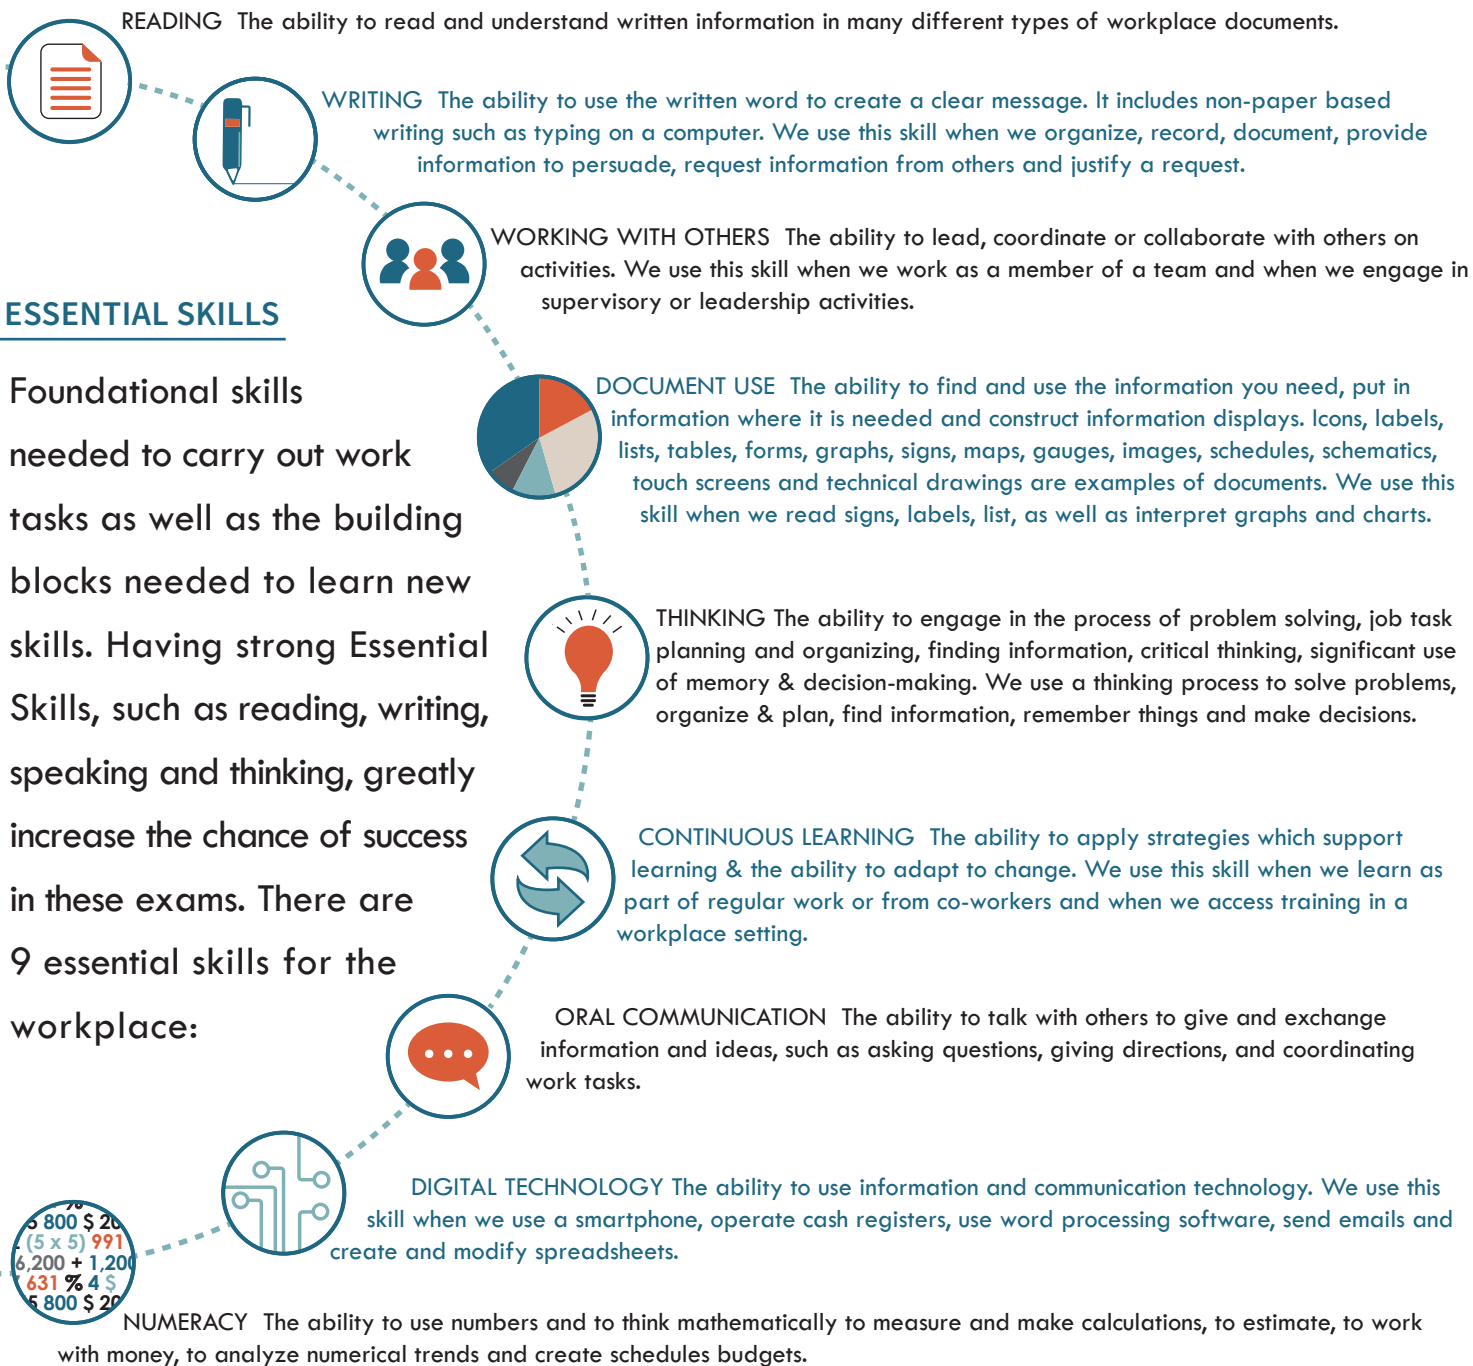 READING The ability to read and understand written information in many different types of workplace documents.
WRITING The ability to use the written word to create a clear message. It includes non-paper based
writing such as typing on a computer. We use this skill when we organize, record, document, provide
information to persuade, request information from others and justify a request.
WORKING WITH OTHERS The ability to lead, coordinate or collaborate with others on
activities. We use this skill when we work as a member of a team and when we engage in
supervisory or leadership activities.
ESSENTIAL SKILLS
Foundational skills
needed to carry out work
tasks as well as the building
blocks needed to learn new
skills. Having strong Essential
Skills, such as reading, writing,
speaking and thinking, greatly
increase the chance of success
in these exams. There are
9 essential skills for the
workplace:
DOCUMENT USE The ability to find and use the information you need, put in
information where it is needed and construct information displays. Icons, labels,
lists, tables, forms, graphs, signs, maps, gauges, images, schedules, schematics,
touch screens and technical drawings are examples of documents. We use this
skill when we read signs, labels, list, as well as interpret graphs and charts.
THINKING The ability to engage in the process of problem solving, job task
planning and organizing, finding information, critical thinking, significant use
of memory & decision-making. We use a thinking process to solve problems,
organize & plan, find information, remember things and make decisions.
CONTINUOUS LEARNING The ability to apply strategies which support
learning & the ability to adapt to change. We use this skill when we learn as
part of regular work or from co-workers and when we access training in a
workplace setting.
ORAL COMMUNICATION The ability to talk with others to give and exchange
information and ideas, such as asking questions, giving directions, and coordinating
work tasks.
DIGITAL TECHNOLOGY The ability to use information and communication technology. We use this
skill when we use a smartphone, operate cash registers, use word processing software, send emails and
create and modify spreadsheets.
%
800 $ 20
(5 x 5) 991
6,200 + 1,200
631 % 4 $
5 800 $ 20
NUMERACY The ability to use numbers and to think mathematically to measure and make calculations, to estimate, to work
with money, to analyze numerical trends and create schedules budgets.